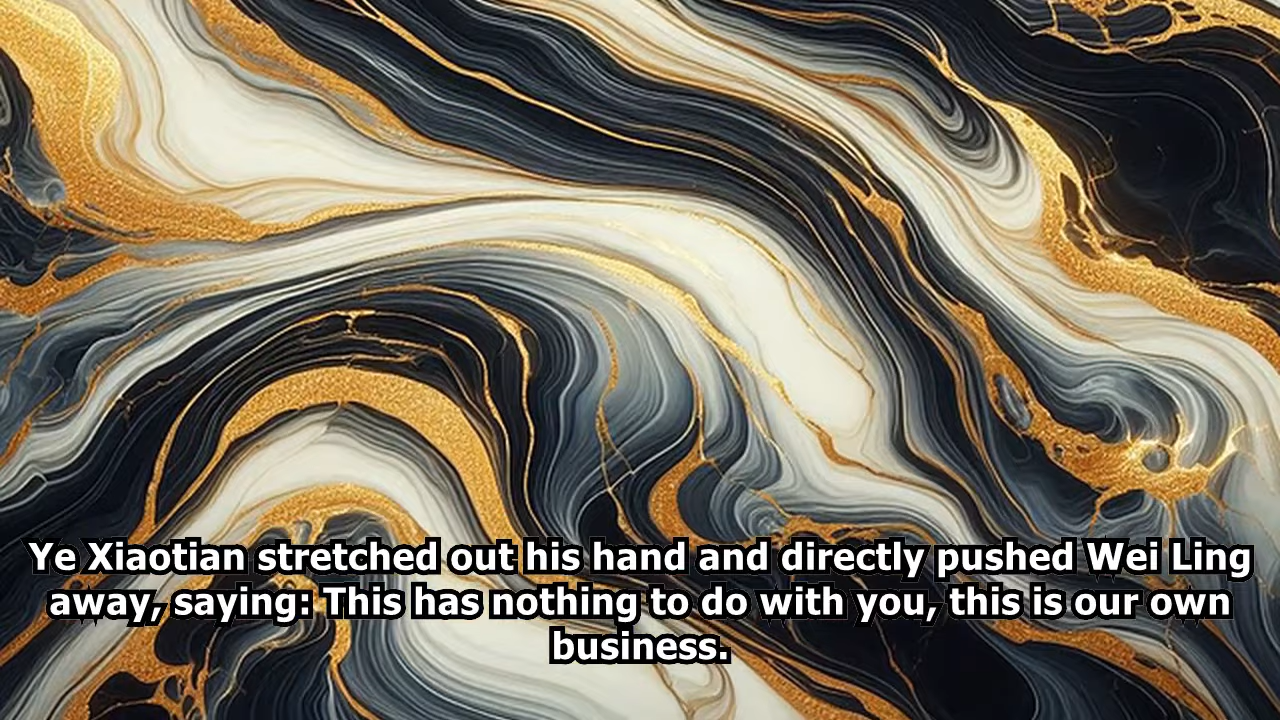 Ye Xiaotian stretched out his hand and directly pushed Wei Ling
away, saying: This has nothing to do with you, this is our own
business.